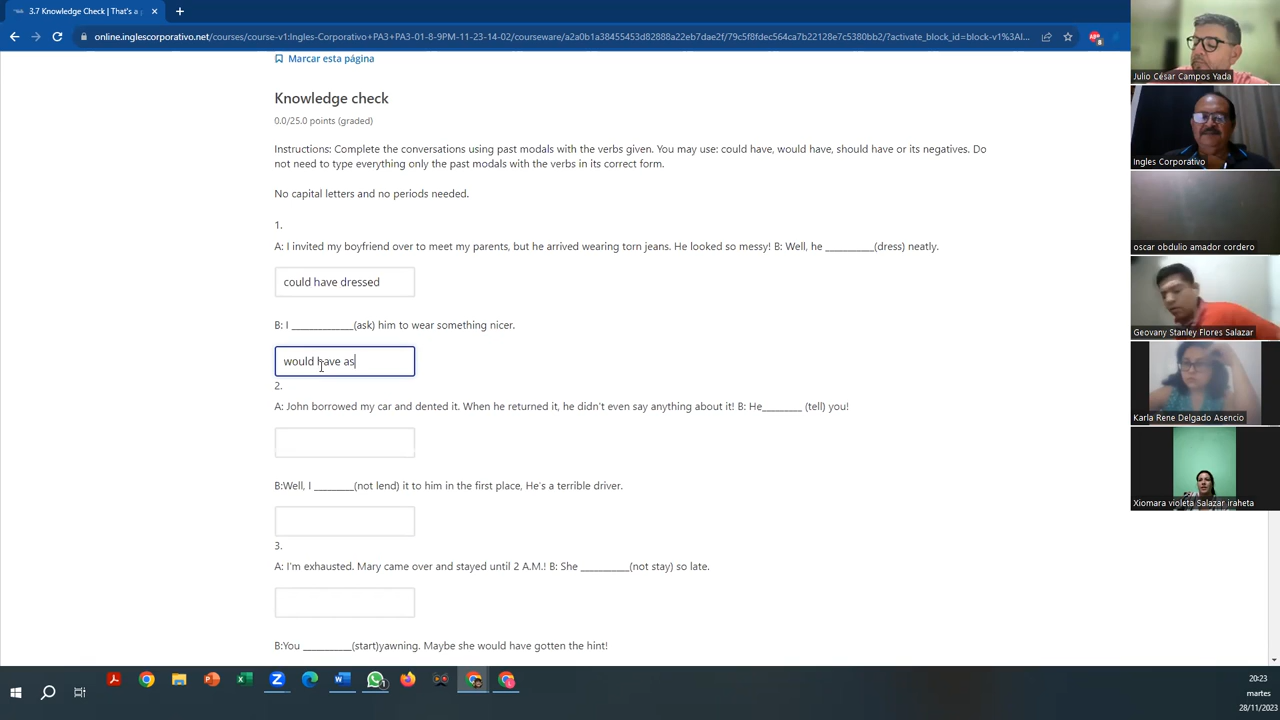 3.7 Knowledge Check | That's a
online.inglescorporativo.net/courses/course-v1:Ingles-Corporativo+PA3+PA3-01-8-9PM-11-23-14-02/courseware/a2a0b1a38455453d82888a22eb7dae2f/79c5f8fdec564ca7b22128e7c5380bb2/?activate_block_id=block-v1%3AI...
Marcar esta página
Knowledge check
0.0/25.0 points (graded)
Instructions: Complete the conversations using past modals with the verbs given. You may use: could have, would have, should have or its negatives. Do
not need to type everything only the past modals with the verbs in its correct form.
No capital letters and no periods needed.
1.
A: I invited my boyfriend over to meet my parents, but he arrived wearing torn jeans. He looked so messy! B: Well, he __________(dress) neatly.
could have dressed
B: I _____________(ask) him to wear something nicer.
would have as
2.
A: John borrowed my car and dented it. When he returned it, he didn't even say anything about it! B: He________ (tell) you!
B:Well, I ________(not lend) it to him in the first place, He's a terrible driver.
3.
A: I'm exhausted. Mary came over and stayed until 2 A.M.! B: She __________(not stay) so late.
B:You __________(start)yawning. Maybe she would have gotten the hint!
Julio César Campos Yada
Ingles Corporativo
oscar obdulio amador cordero
Geovany Stanley Flores Salazar
Karla Rene Delgado Asencio
Xiomara violeta Salazar iraheta
20:23
martes
28/11/2023